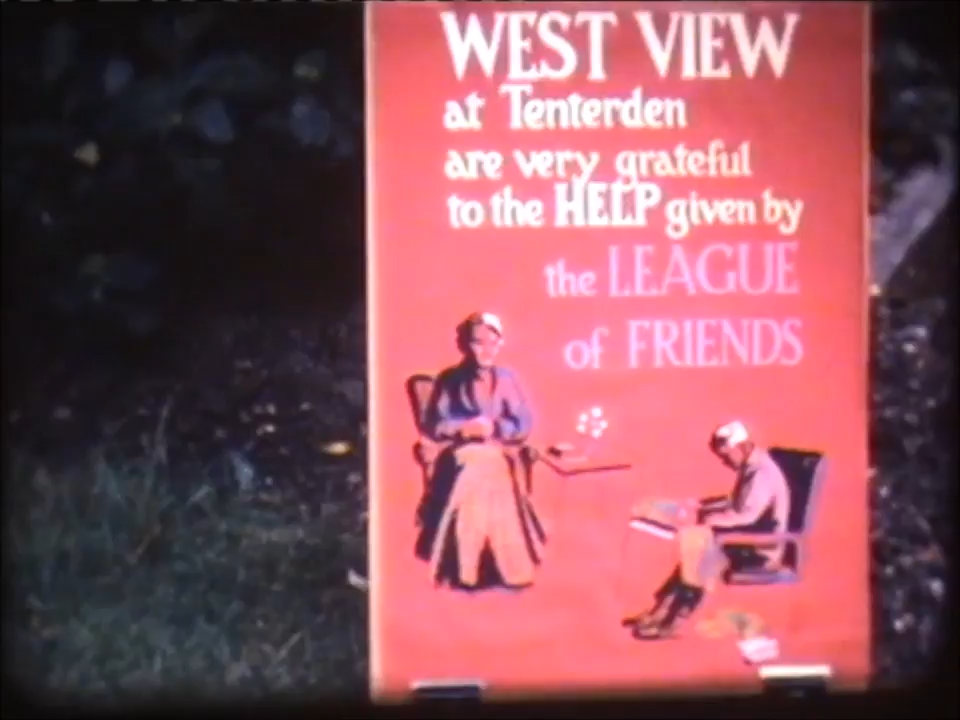 WEST VIEW
at Tenterden
are very grateful
to the HELP given by
the LEAGUE
of FRIENDS